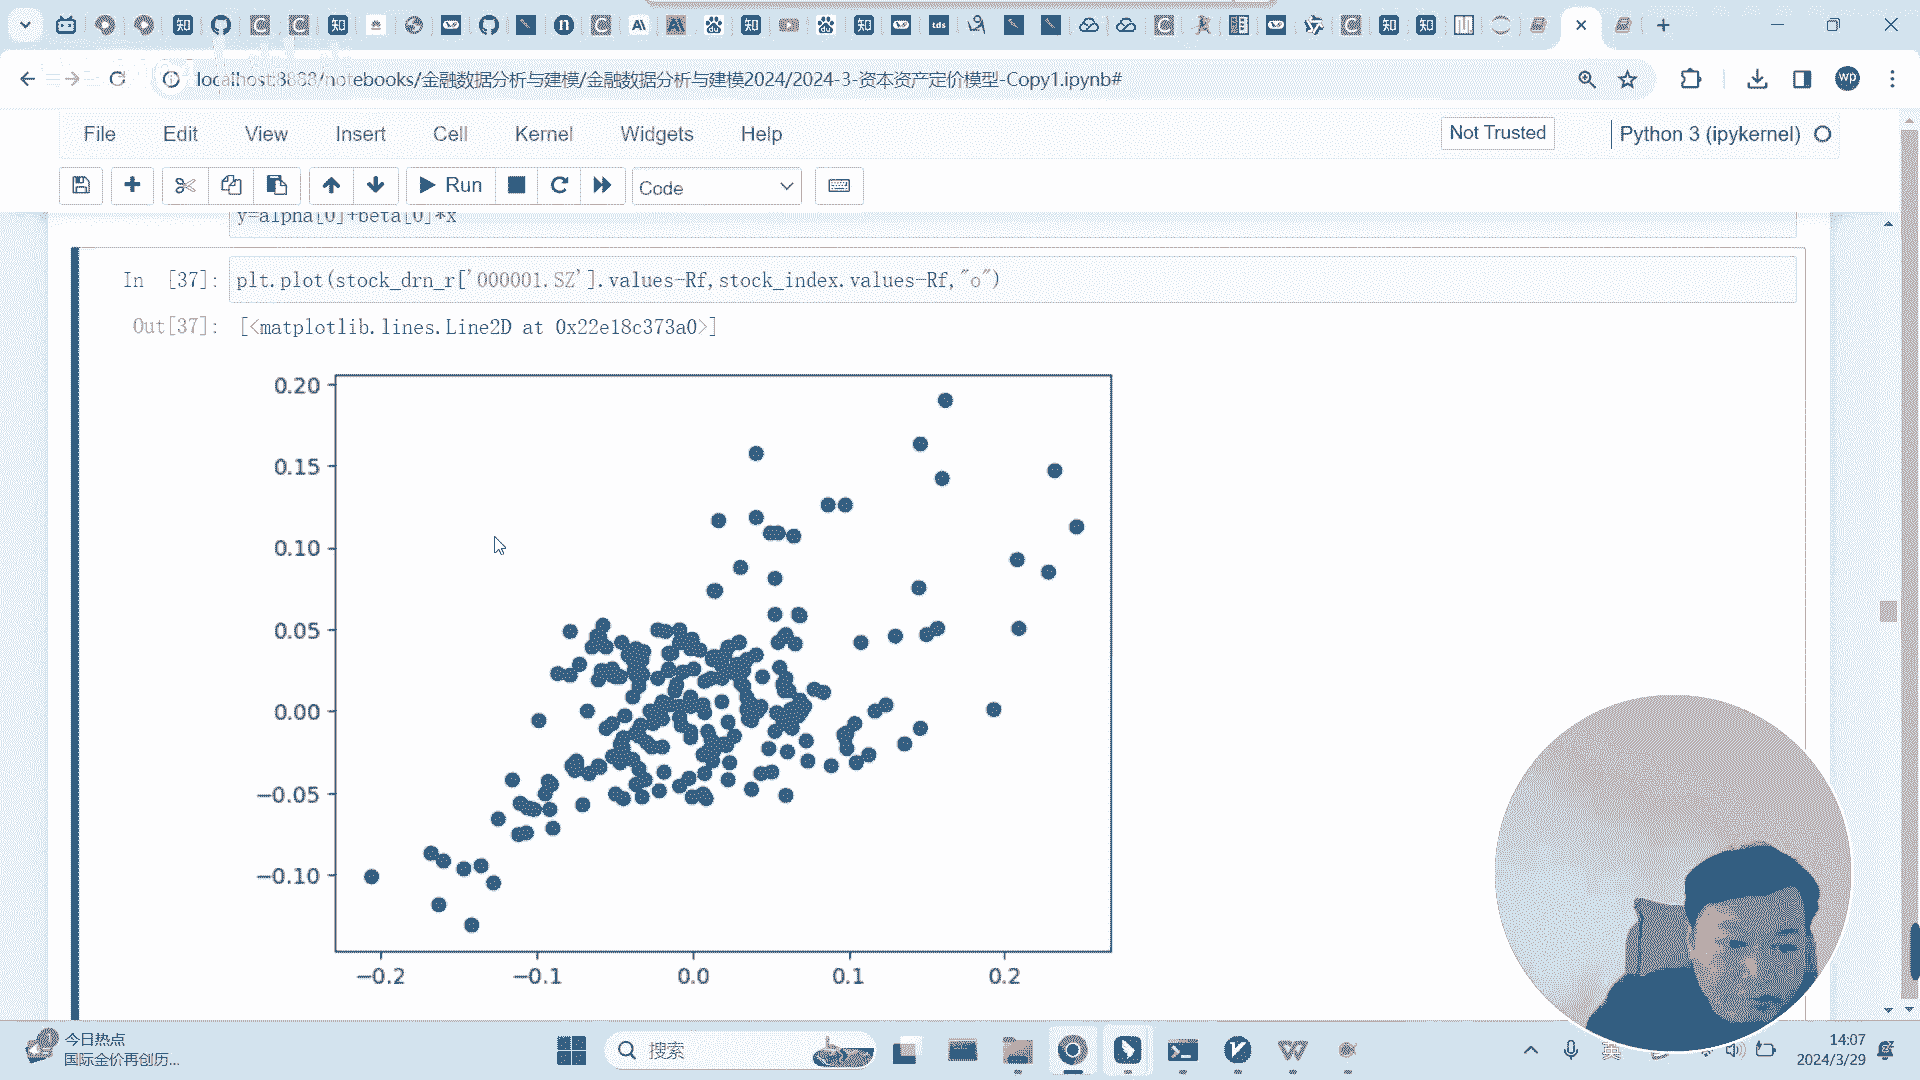 localhost:8888/notebooks/金融数据分析与建模/金融数据分析与建模2024/2024-3-资本资产定价模型-Copy1.ipynb#
wp
File Edit View Insert Cell Kernel Widgets Help
Not Trusted
Python 3 (ipykernel)
Run
Code
y=alpha[0]+beta[0]*x
In [37]: plt.plot(stock_drn_r['000001.SZ'].values-Rf,stock_index.values-Rf,"o")
Out[37]: [<matplotlib.lines.Line2D at 0x22e18c373a0>]
0.20
0.15
0.10
0.05
0.00
−0.05
−0.10
−0.2 −0.1 0.0 0.1 0.2
今日热点
国际金价再创历...
搜索
14:07
2024/3/29